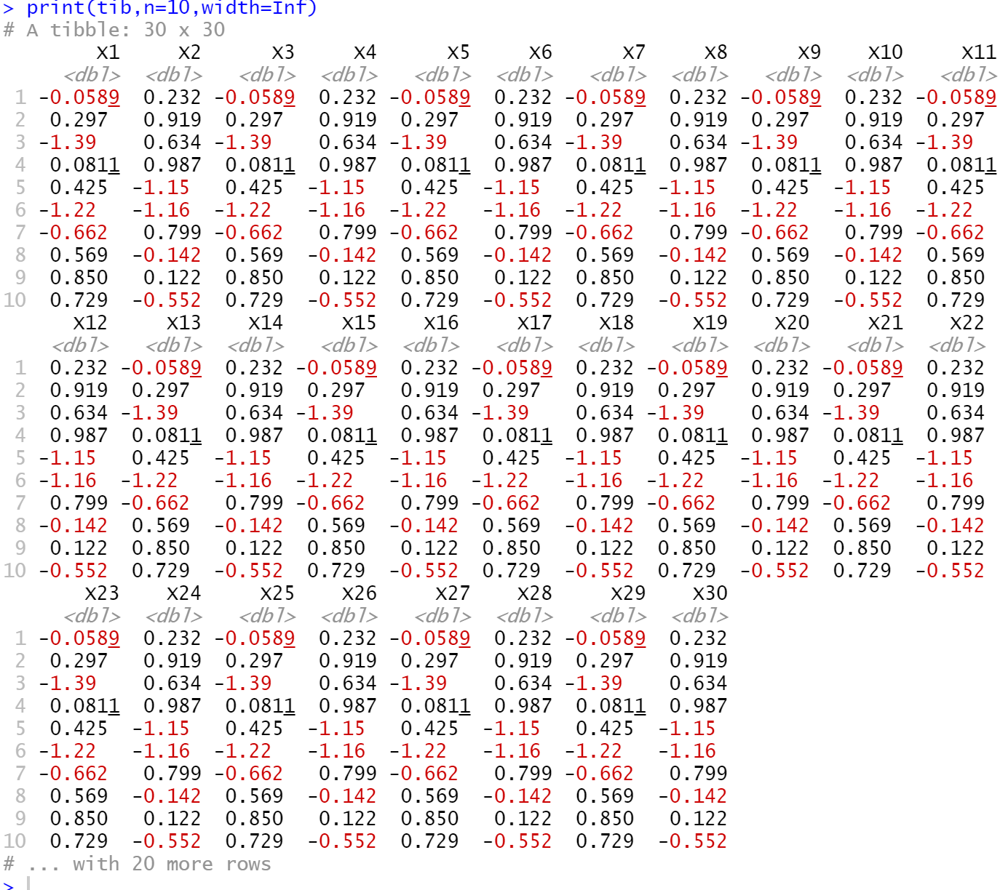 > print(tib,n=10,width=Inf)
# A tibble: 30 x 30
        X1     X2      X3     X4      X5     X6      X7     X8      X9    X10     X11
     <dbl>  <dbl>   <dbl>  <dbl>   <dbl>  <dbl>   <dbl>  <dbl>   <dbl>  <dbl>   <dbl>
 1 -0.0589  0.232 -0.0589  0.232 -0.0589  0.232 -0.0589  0.232 -0.0589  0.232 -0.0589
 2  0.297   0.919  0.297   0.919  0.297   0.919  0.297   0.919  0.297   0.919  0.297
 3 -1.39    0.634 -1.39    0.634 -1.39    0.634 -1.39    0.634 -1.39    0.634 -1.39
 4  0.0811  0.987  0.0811  0.987  0.0811  0.987  0.0811  0.987  0.0811  0.987  0.0811
 5  0.425  -1.15   0.425  -1.15   0.425  -1.15   0.425  -1.15   0.425  -1.15   0.425
 6 -1.22   -1.16  -1.22   -1.16  -1.22   -1.16  -1.22   -1.16  -1.22   -1.16  -1.22
 7 -0.662   0.799 -0.662   0.799 -0.662   0.799 -0.662   0.799 -0.662   0.799 -0.662
 8  0.569  -0.142  0.569  -0.142  0.569  -0.142  0.569  -0.142  0.569  -0.142  0.569
 9  0.850   0.122  0.850   0.122  0.850   0.122  0.850   0.122  0.850   0.122  0.850
10  0.729  -0.552  0.729  -0.552  0.729  -0.552  0.729  -0.552  0.729  -0.552  0.729
      X12     X13    X14     X15    X16     X17    X18     X19    X20     X21    X22
    <dbl>   <dbl>  <dbl>   <dbl>  <dbl>   <dbl>  <dbl>   <dbl>  <dbl>   <dbl>  <dbl>
 1  0.232 -0.0589  0.232 -0.0589  0.232 -0.0589  0.232 -0.0589  0.232 -0.0589  0.232
 2  0.919  0.297   0.919  0.297   0.919  0.297   0.919  0.297   0.919  0.297   0.919
 3  0.634 -1.39    0.634 -1.39    0.634 -1.39    0.634 -1.39    0.634 -1.39    0.634
 4  0.987  0.0811  0.987  0.0811  0.987  0.0811  0.987  0.0811  0.987  0.0811  0.987
 5 -1.15   0.425  -1.15   0.425  -1.15   0.425  -1.15   0.425  -1.15   0.425  -1.15
 6 -1.16  -1.22   -1.16  -1.22   -1.16  -1.22   -1.16  -1.22   -1.16  -1.22   -1.16
 7  0.799 -0.662   0.799 -0.662   0.799 -0.662   0.799 -0.662   0.799 -0.662   0.799
 8 -0.142  0.569  -0.142  0.569  -0.142  0.569  -0.142  0.569  -0.142  0.569  -0.142
 9  0.122  0.850   0.122  0.850   0.122  0.850   0.122  0.850   0.122  0.850   0.122
10 -0.552  0.729  -0.552  0.729  -0.552  0.729  -0.552  0.729  -0.552  0.729  -0.552
       X23    X24     X25    X26     X27    X28     X29    X30
     <dbl>  <dbl>   <dbl>  <dbl>   <dbl>  <dbl>   <dbl>  <dbl>
 1 -0.0589  0.232 -0.0589  0.232 -0.0589  0.232 -0.0589  0.232
 2  0.297   0.919  0.297   0.919  0.297   0.919  0.297   0.919
 3 -1.39    0.634 -1.39    0.634 -1.39    0.634 -1.39    0.634
 4  0.0811  0.987  0.0811  0.987  0.0811  0.987  0.0811  0.987
 5  0.425  -1.15   0.425  -1.15   0.425  -1.15   0.425  -1.15
 6 -1.22   -1.16  -1.22   -1.16  -1.22   -1.16  -1.22   -1.16
 7 -0.662   0.799 -0.662   0.799 -0.662   0.799 -0.662   0.799
 8  0.569  -0.142  0.569  -0.142  0.569  -0.142  0.569  -0.142
 9  0.850   0.122  0.850   0.122  0.850   0.122  0.850   0.122
10  0.729  -0.552  0.729  -0.552  0.729  -0.552  0.729  -0.552
# ... with 20 more rows
>